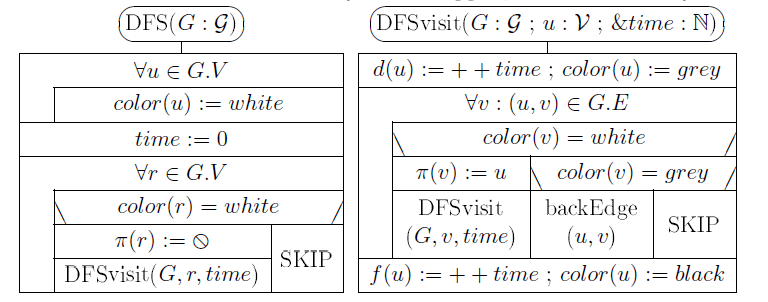 DFS(G : 𝒢)
∀u ∈ G.V
color(u) := white
time := 0
∀r ∈ G.V
color(r) = white
π(r) := ⦸
SKIP
DFSvisit(G, r, time)
DFSvisit(G : 𝒢 ; u : 𝒱 ; &time : ℕ)
d(u) := + + time ; color(u) := grey
∀v : (u, v) ∈ G.E
color(v) = white
π(v) := u
color(v) = grey
DFSvisit
(G, v, time)
backEdge
(u, v)
SKIP
f(u) := + + time ; color(u) := black